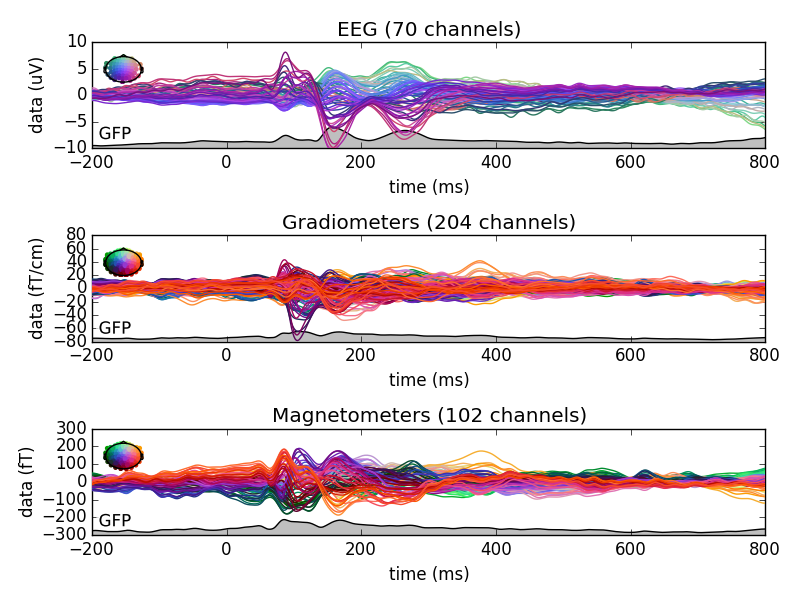 EEG (70 channels)
10
5
0
−5
−10
data (uV)
GFP
−200 0 200 400 600 800
time (ms)
Gradiometers (204 channels)
80
60
40
20
0
−20
−40
−60
−80
data (fT/cm)
GFP
−200 0 200 400 600 800
time (ms)
Magnetometers (102 channels)
300
200
100
0
−100
−200
−300
data (fT)
GFP
−200 0 200 400 600 800
time (ms)